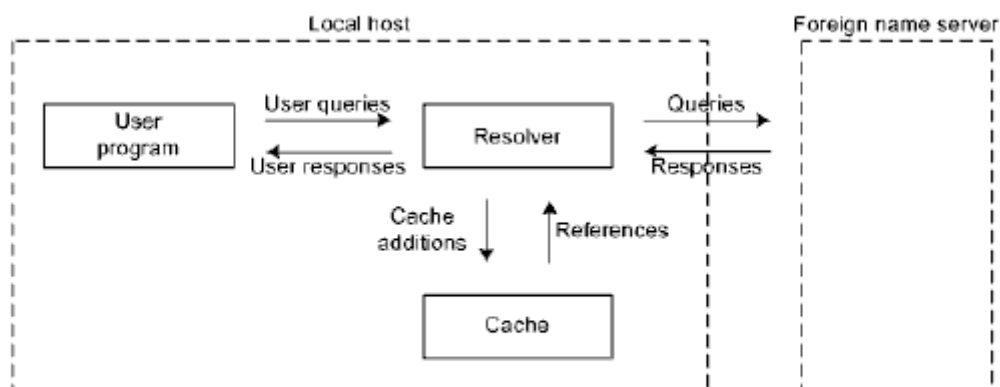 Local host
Foreign name server
User
program
User queries
User responses
Resolver
Queries
Responses
Cache
additions
References
Cache